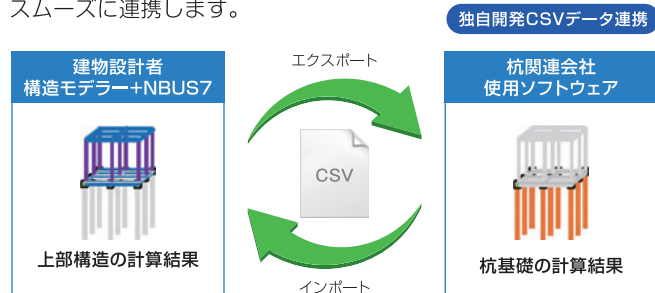 スムーズに連携します。
独自開発CSVデータ連携
建物設計者
構造モデラー+NBUS7
エクスポート
杭関連会社
使用ソフトウェア
CSV
上部構造の計算結果
杭基礎の計算結果
インポート